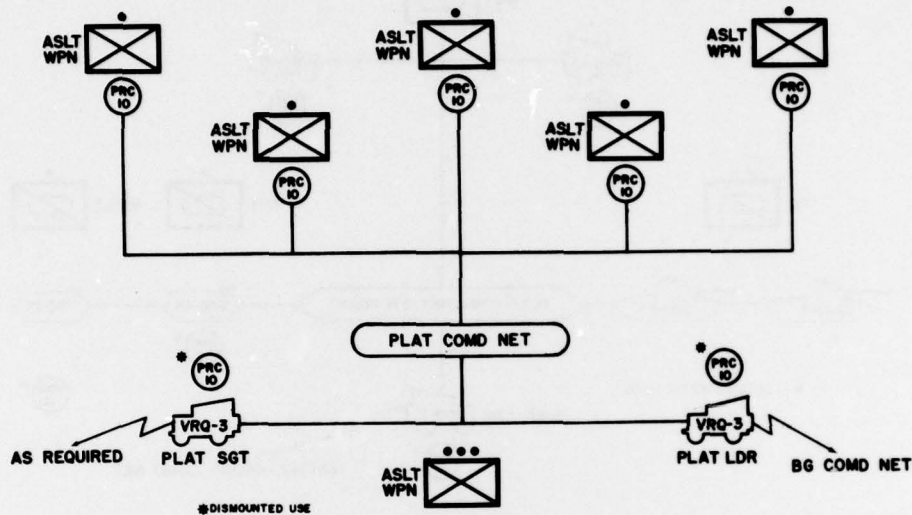 ASLT
WPN
PRC
10
ASLT
WPN
PRC
10
ASLT
WPN
PRC
10
ASLT
WPN
PRC
10
ASLT
WPN
PRC
10
PLAT COMD NET
*
PRC
10
VRQ-3
PLAT SGT
AS REQUIRED
*
PRC
10
VRQ-3
PLAT LDR
BG COMD NET
ASLT
WPN
*DISMOUNTED USE